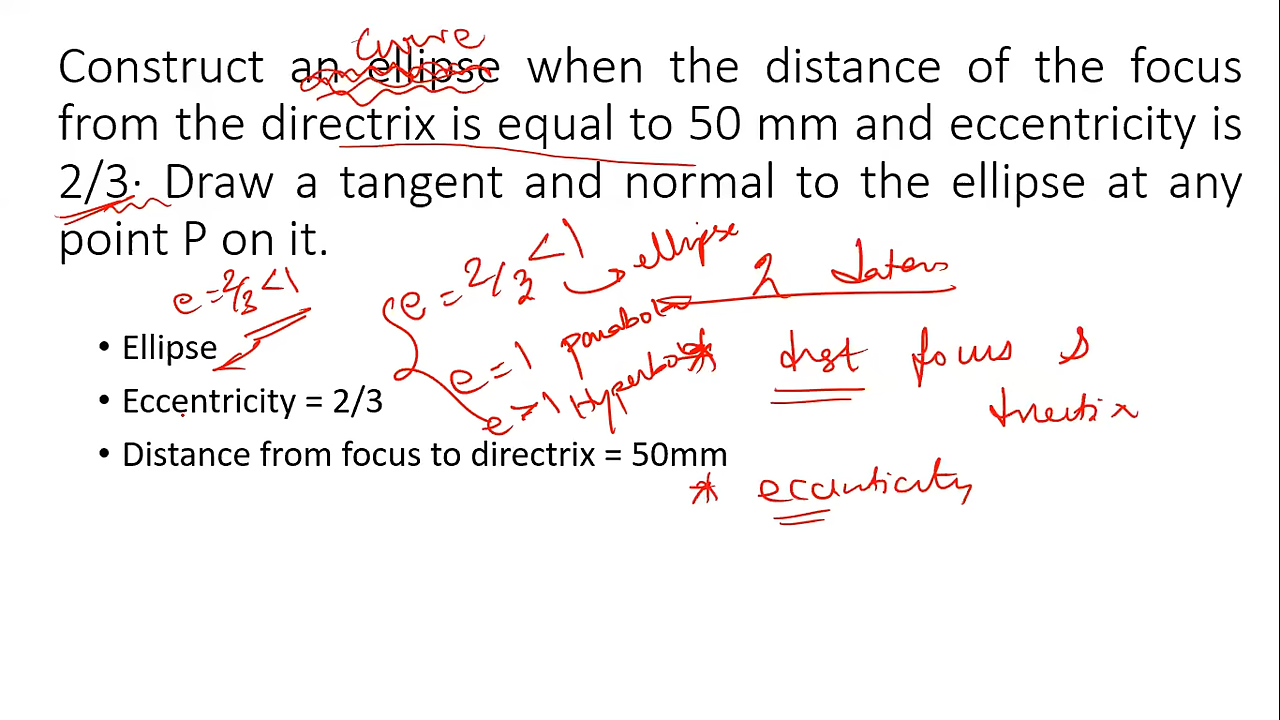 curve
Construct an ellipse when the distance of the focus
from the directrix is equal to 50 mm and eccentricity is
2/3. Draw a tangent and normal to the ellipse at any
point P on it.
e = 2/3 < 1
e = 2/3 < 1 ellipse
2 datas
• Ellipse
e = 1 parabola
* dist focus &
directix
• Eccentricity = 2/3
e > 1 Hyperbola
• Distance from focus to directrix = 50mm
* eccenticity